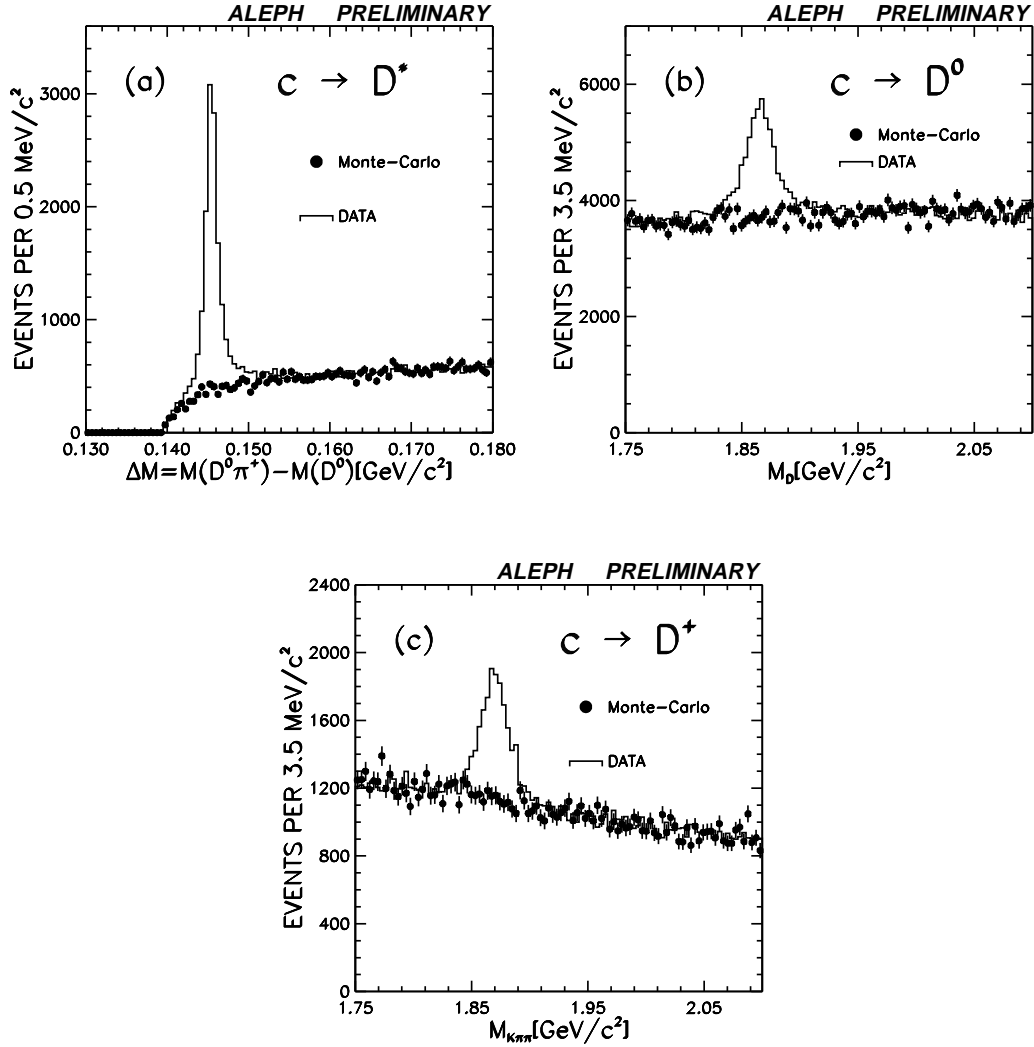 ALEPH PRELIMINARY
(a) c → D*
Monte-Carlo
DATA
EVENTS PER 0.5 MeV/c²
3000
2000
1000
0
0.130 0.140 0.150 0.160 0.170 0.180
ΔM=M(D⁰π⁺)−M(D⁰)[GeV/c²]
ALEPH PRELIMINARY
(b) c → D⁰
Monte-Carlo
DATA
EVENTS PER 3.5 MeV/c²
6000
4000
2000
0
1.75 1.85 1.95 2.05
M_D[GeV/c²]
ALEPH PRELIMINARY
(c) c → D⁺
Monte-Carlo
DATA
EVENTS PER 3.5 MeV/c²
2400
2000
1600
1200
800
400
0
1.75 1.85 1.95 2.05
M_Kππ[GeV/c²]